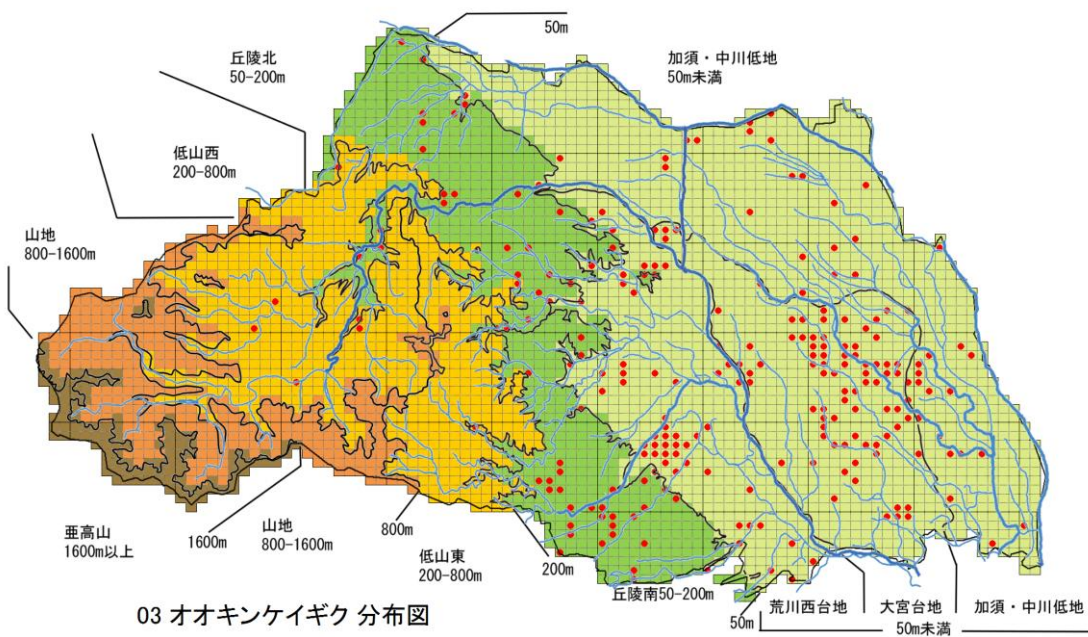 50m
丘陵北
50-200m
加須・中川低地
50m未満
低山西
200-800m
山地
800-1600m
亜高山
1600m以上
1600m
山地
800-1600m
800m
低山東
200-800m
200m
丘陵南50-200m
50m
荒川西台地
大宮台地
加須・中川低地
50m未満
03 オオキンケイギク 分布図